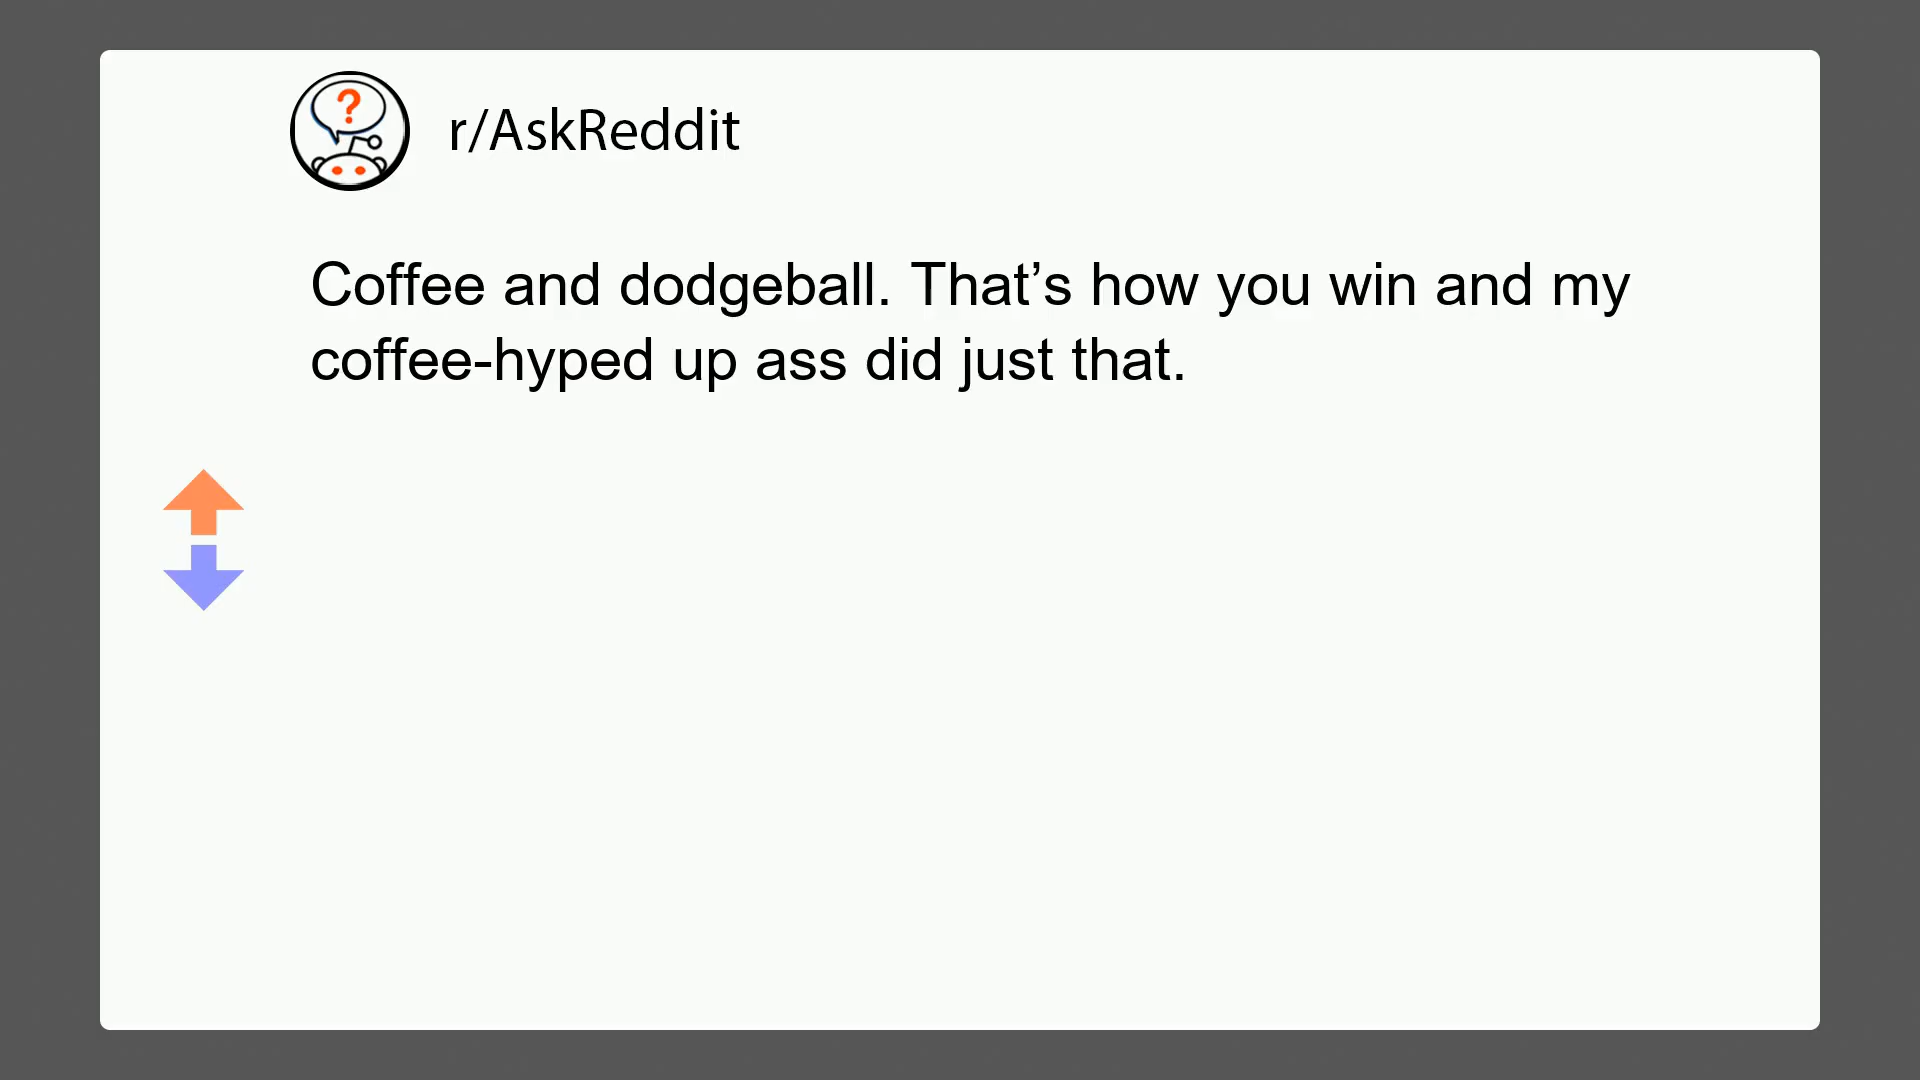 r/AskReddit
Coffee and dodgeball. That’s how you win and my
coffee-hyped up ass did just that.